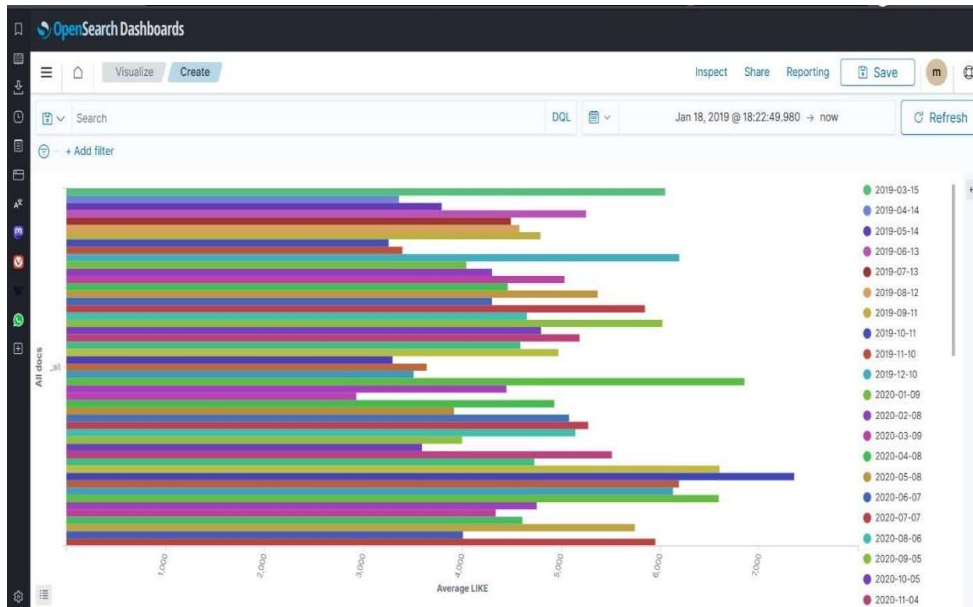 OpenSearch Dashboards
Visualize
Create
Inspect
Share
Reporting
Save
m
Search
DQL
Jan 18, 2019 @ 18:22:49.980 → now
Refresh
+ Add filter
2019-03-15
2019-04-14
2019-05-14
2019-06-13
2019-07-13
2019-08-12
2019-09-11
2019-10-11
2019-11-10
2019-12-10
2020-01-09
2020-02-08
2020-03-09
2020-04-08
2020-05-08
2020-06-07
2020-07-07
2020-08-06
2020-09-05
2020-10-05
2020-11-04
All docs
_all
1,000
2,000
3,000
4,000
5,000
6,000
7,000
Average LIKE